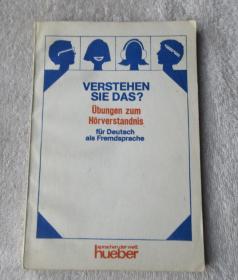 VERSTEHEN
SIE DAS?
Übungen zum
Hörverständnis
für Deutsch
als Fremdsprache
sprachen der welt
hueber